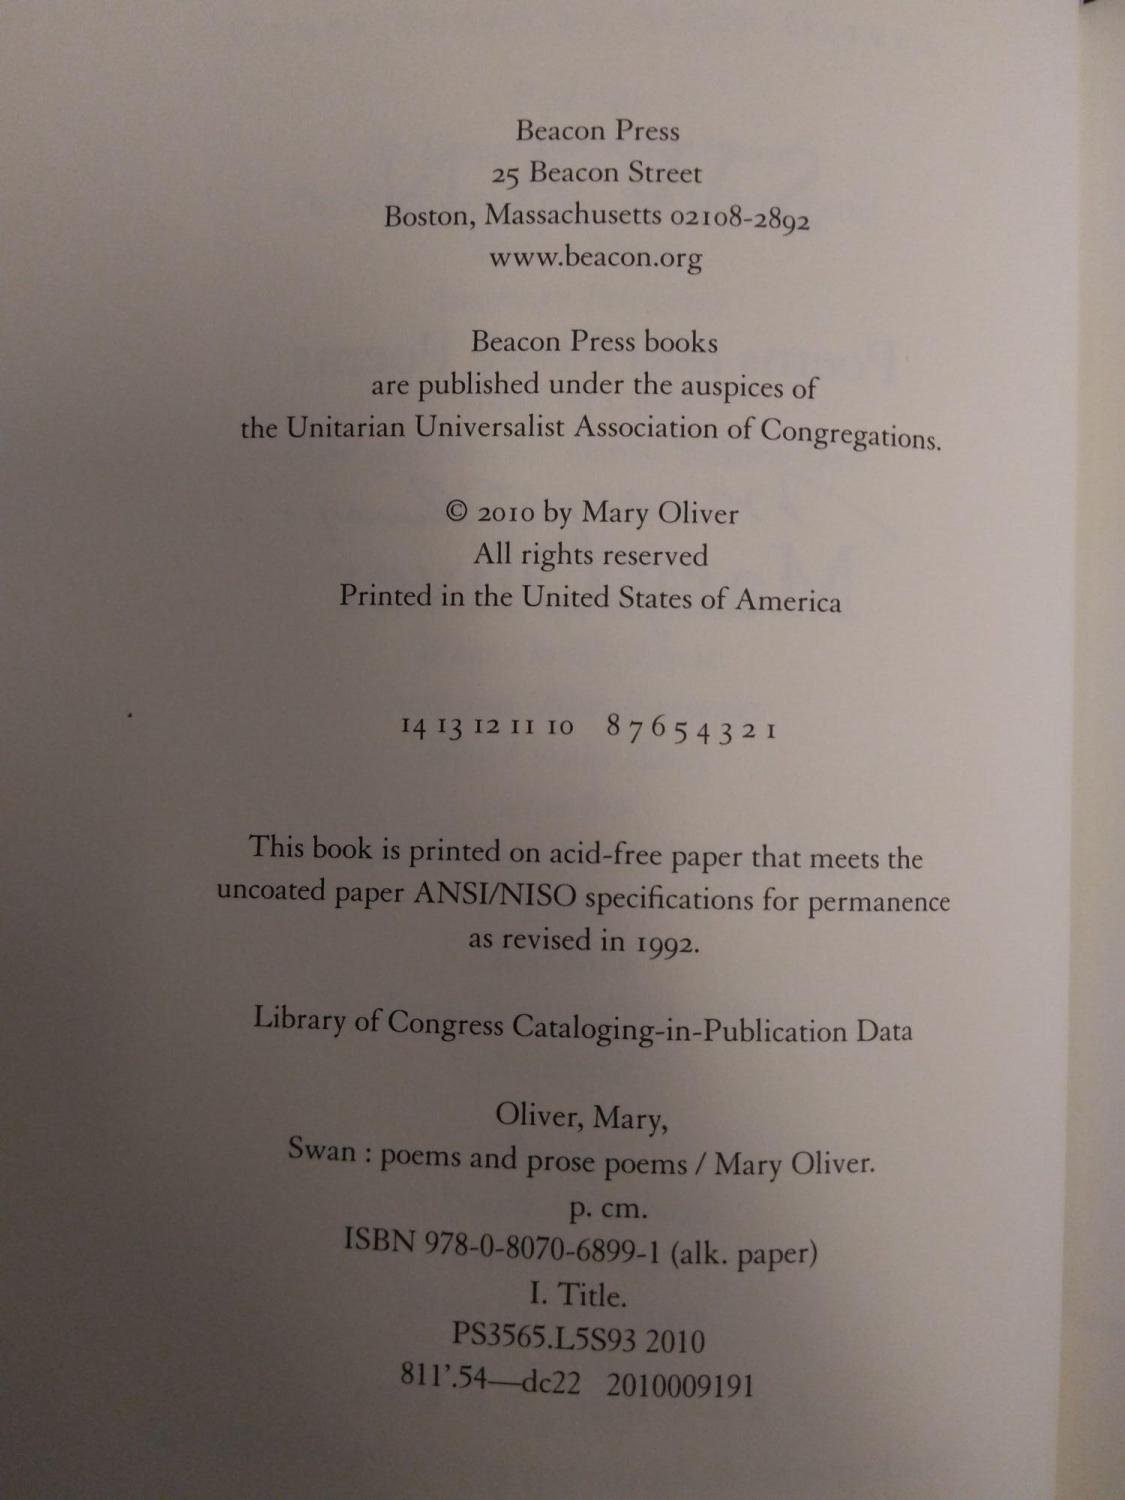 Beacon Press
25 Beacon Street
Boston, Massachusetts 02108-2892
www.beacon.org
Beacon Press books
are published under the auspices of
the Unitarian Universalist Association of Congregations.
© 2010 by Mary Oliver
All rights reserved
Printed in the United States of America
14 13 12 11 10 8 7 6 5 4 3 2 1
This book is printed on acid-free paper that meets the
uncoated paper ANSI/NISO specifications for permanence
as revised in 1992.
Library of Congress Cataloging-in-Publication Data
Oliver, Mary,
Swan : poems and prose poems / Mary Oliver.
p. cm.
ISBN 978-0-8070-6899-1 (alk. paper)
I. Title.
PS3565.L5S93 2010
811'.54—dc22 2010009191